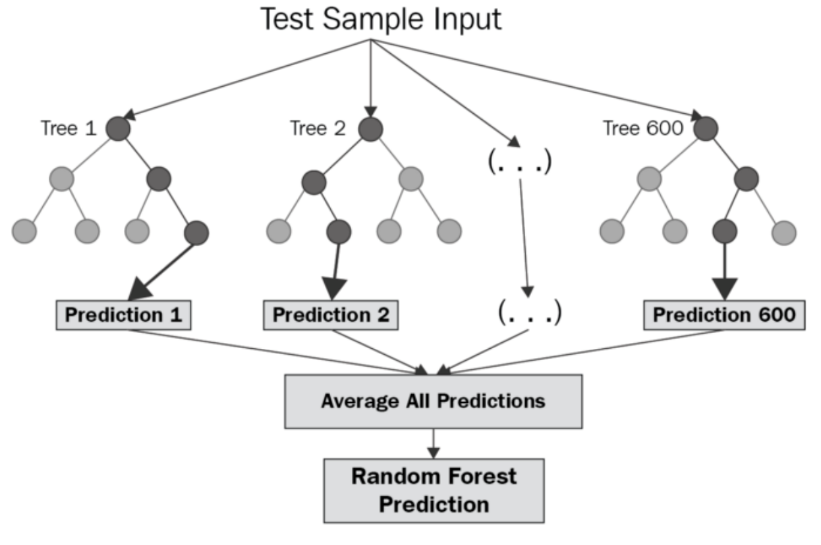 Test Sample Input
Tree 1
Tree 2
(. . .)
Tree 600
Prediction 1
Prediction 2
(. . .)
Prediction 600
Average All Predictions
Random Forest
Prediction